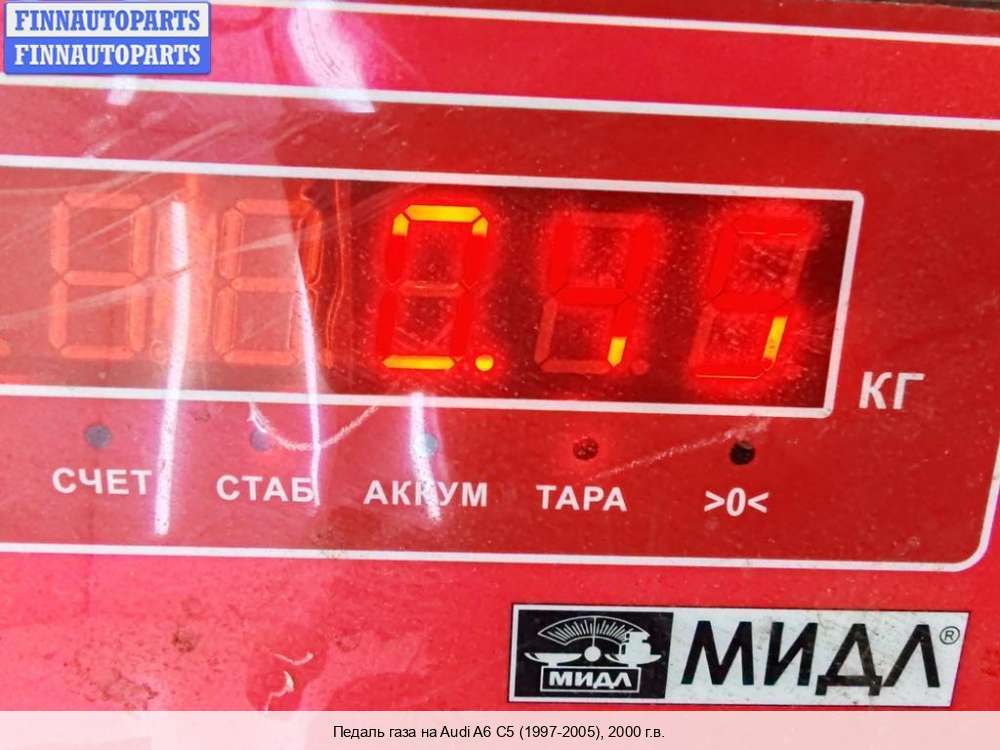 FINNAUTOPARTS
FINNAUTOPARTS
0.45
КГ
СЧЕТ СТАБ АККУМ ТАРА >0<
МИДЛ МИДЛ®
Педаль газа на Audi A6 C5 (1997-2005), 2000 г.в.